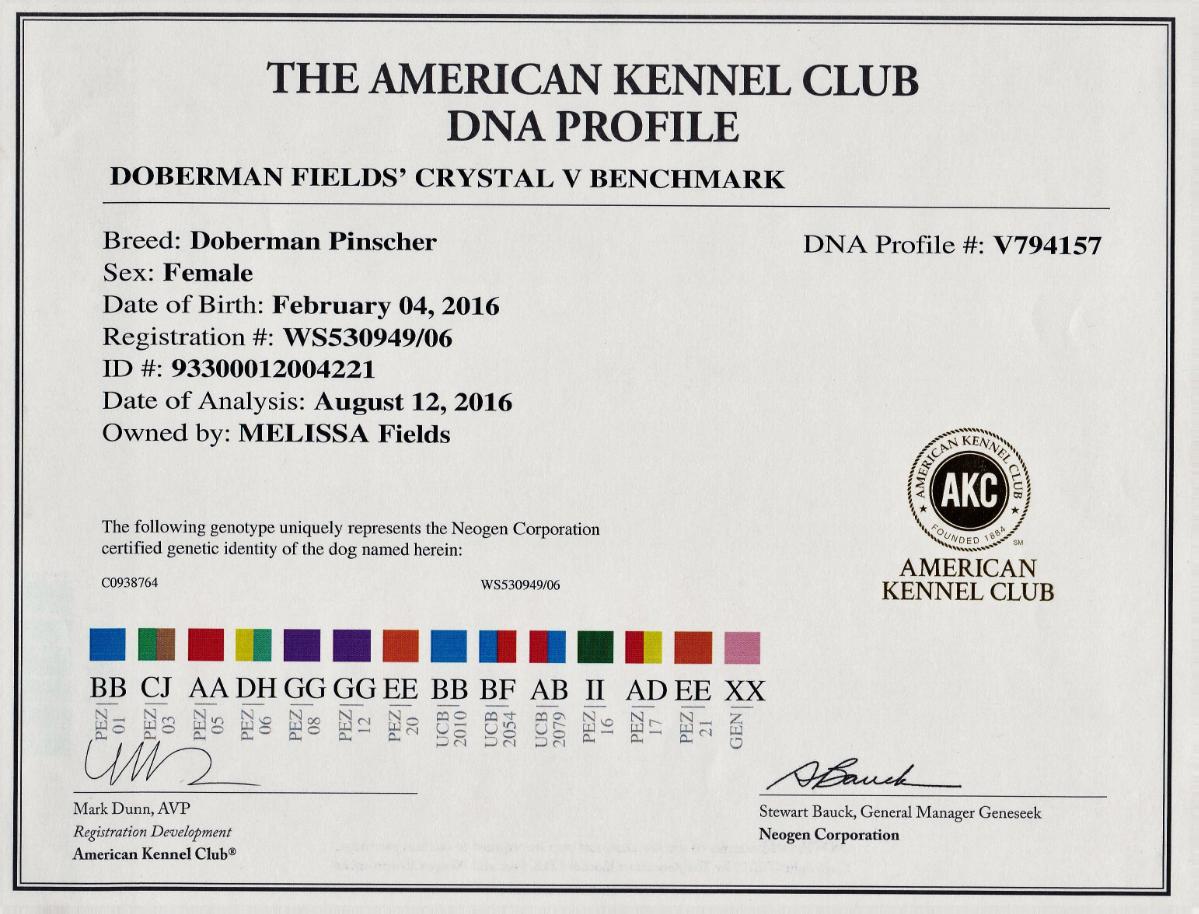 THE AMERICAN KENNEL CLUB
DNA PROFILE
DOBERMAN FIELDS' CRYSTAL V BENCHMARK
Breed: Doberman Pinscher
DNA Profile #: V794157
Sex: Female
Date of Birth: February 04, 2016
Registration #: WS530949/06
ID #: 93300012004221
Date of Analysis: August 12, 2016
Owned by: MELISSA Fields
AMERICAN KENNEL CLUB
AKC
FOUNDED 1884
SM
AMERICAN
KENNEL CLUB
The following genotype uniquely represents the Neogen Corporation
certified genetic identity of the dog named herein:
C0938764 WS530949/06
BB CJ AA DH GG GG EE BB BF AB II AD EE XX
PEZ 01
PEZ 03
PEZ 05
PEZ 06
PEZ 08
PEZ 12
PEZ 20
UCB 2010
UCB 2054
UCB 2079
PEZ 16
PEZ 17
PEZ 21
GEN
SBauck
Mark Dunn, AVP
Registration Development
American Kennel Club®
Stewart Bauck, General Manager Geneseek
Neogen Corporation